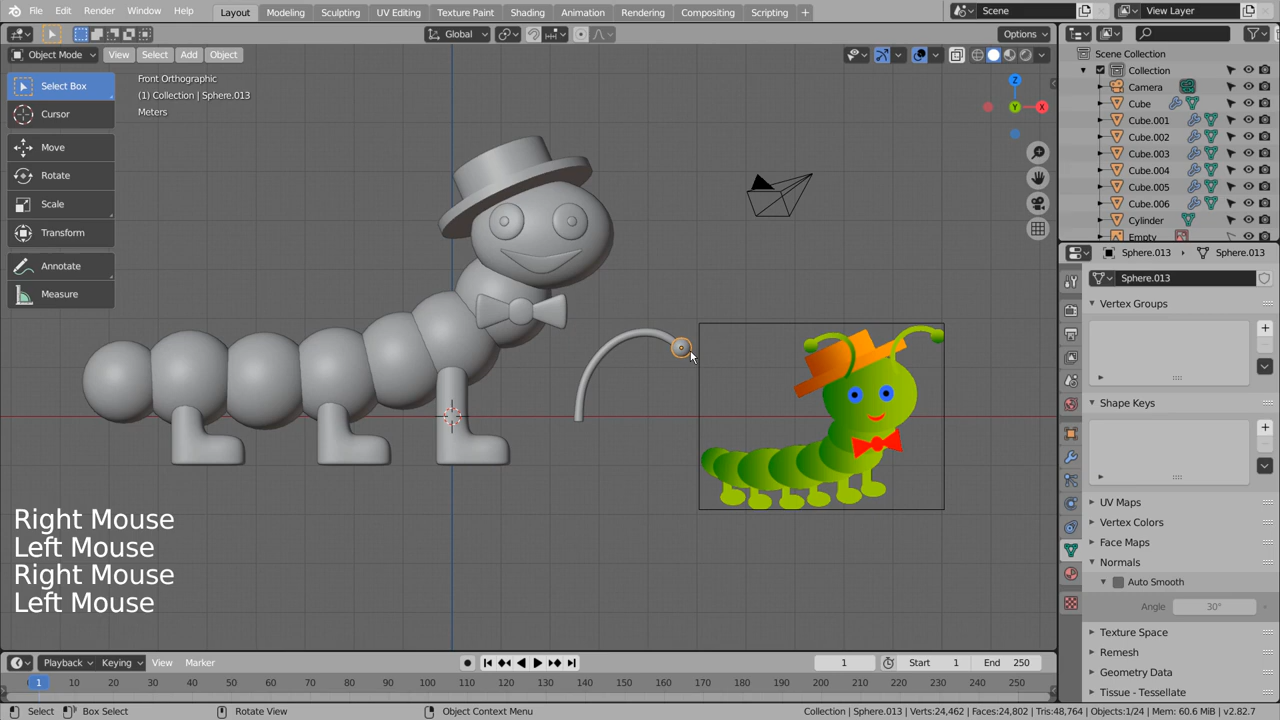 File Edit Render Window Help Layout Modeling Sculpting UV Editing Texture Paint Shading Animation Rendering Compositing Scripting + Scene View Layer
Global Options
Object Mode View Select Add Object
Select Box
Cursor
Move
Rotate
Scale
Transform
Annotate
Measure
Front Orthographic
(1) Collection | Sphere.013
Meters
Z
Y
X
Right Mouse
Left Mouse
Right Mouse
Left Mouse
Scene Collection
Collection
Camera
Cube
Cube.001
Cube.002
Cube.003
Cube.004
Cube.005
Cube.006
Cylinder
Empty
Sphere.013 Sphere.013
Sphere.013
Vertex Groups
Shape Keys
UV Maps
Vertex Colors
Face Maps
Normals
Auto Smooth
Angle 30°
Texture Space
Remesh
Geometry Data
Tissue - Tessellate
Playback Keying View Marker 1 Start 1 End 250
1 10 20 30 40 50 60 70 80 90 100 110 120 130 140 150 160 170 180 190 200 210 220 230 240 250
Select Box Select Rotate View Object Context Menu Collection | Sphere.013 | Verts:24,462 | Faces:24,802 | Tris:48,764 | Objects:1/24 | Mem: 60.6 MiB | v2.82.7